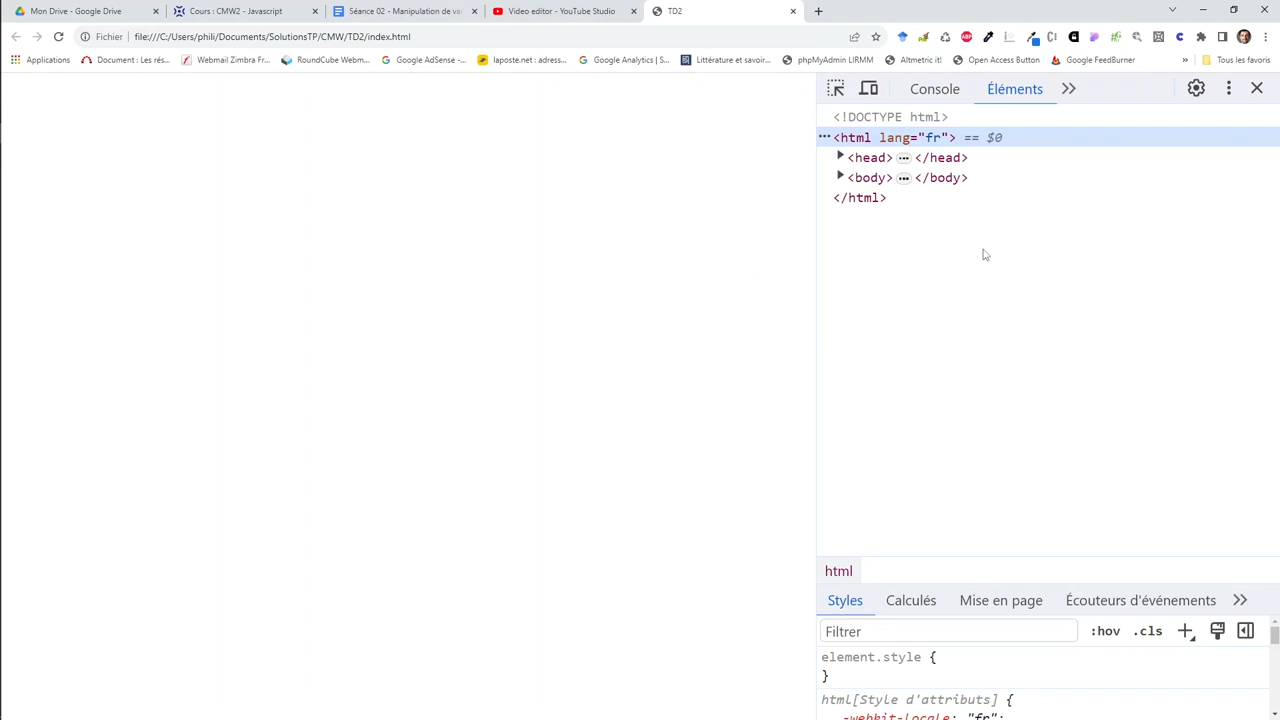 Mon Drive - Google Drive
Cours : CMW2 - Javascript
Séance 02 - Manipulation de va
Video editor - YouTube Studio
TD2
Fichier
file:///C:/Users/phili/Documents/SolutionsTP/CMW/TD2/index.html
Applications
Document : Les rés...
Webmail Zimbra Fr...
RoundCube Webm...
Google AdSense -...
laposte.net : adress...
Google Analytics | S...
Littérature et savoir...
phpMyAdmin LIRMM
Altmetric it!
Open Access Button
Google FeedBurner
»
Tous les favoris
Console
Éléments
<!DOCTYPE html>
<html lang="fr"> == $0
<head> ... </head>
<body> ... </body>
</html>
html
Styles
Calculés
Mise en page
Écouteurs d'événements
Filtrer
:hov
.cls
element.style {
}
html[Style d'attributs] {
-webkit-locale: "fr";